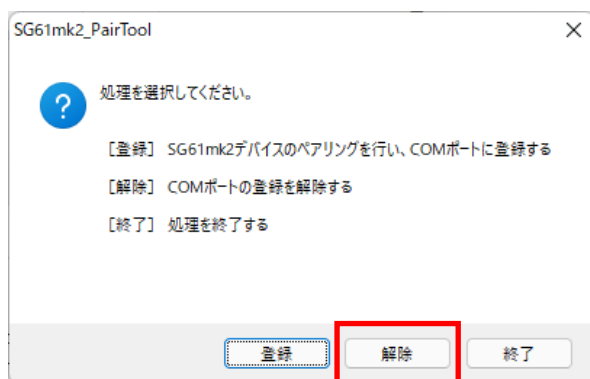 SG61mk2_PairTool
処理を選択してください。
[登録] SG61mk2デバイスのペアリングを行い、COMポートに登録する
[解除] COMポートの登録を解除する
[終了] 処理を終了する
登録 解除 終了